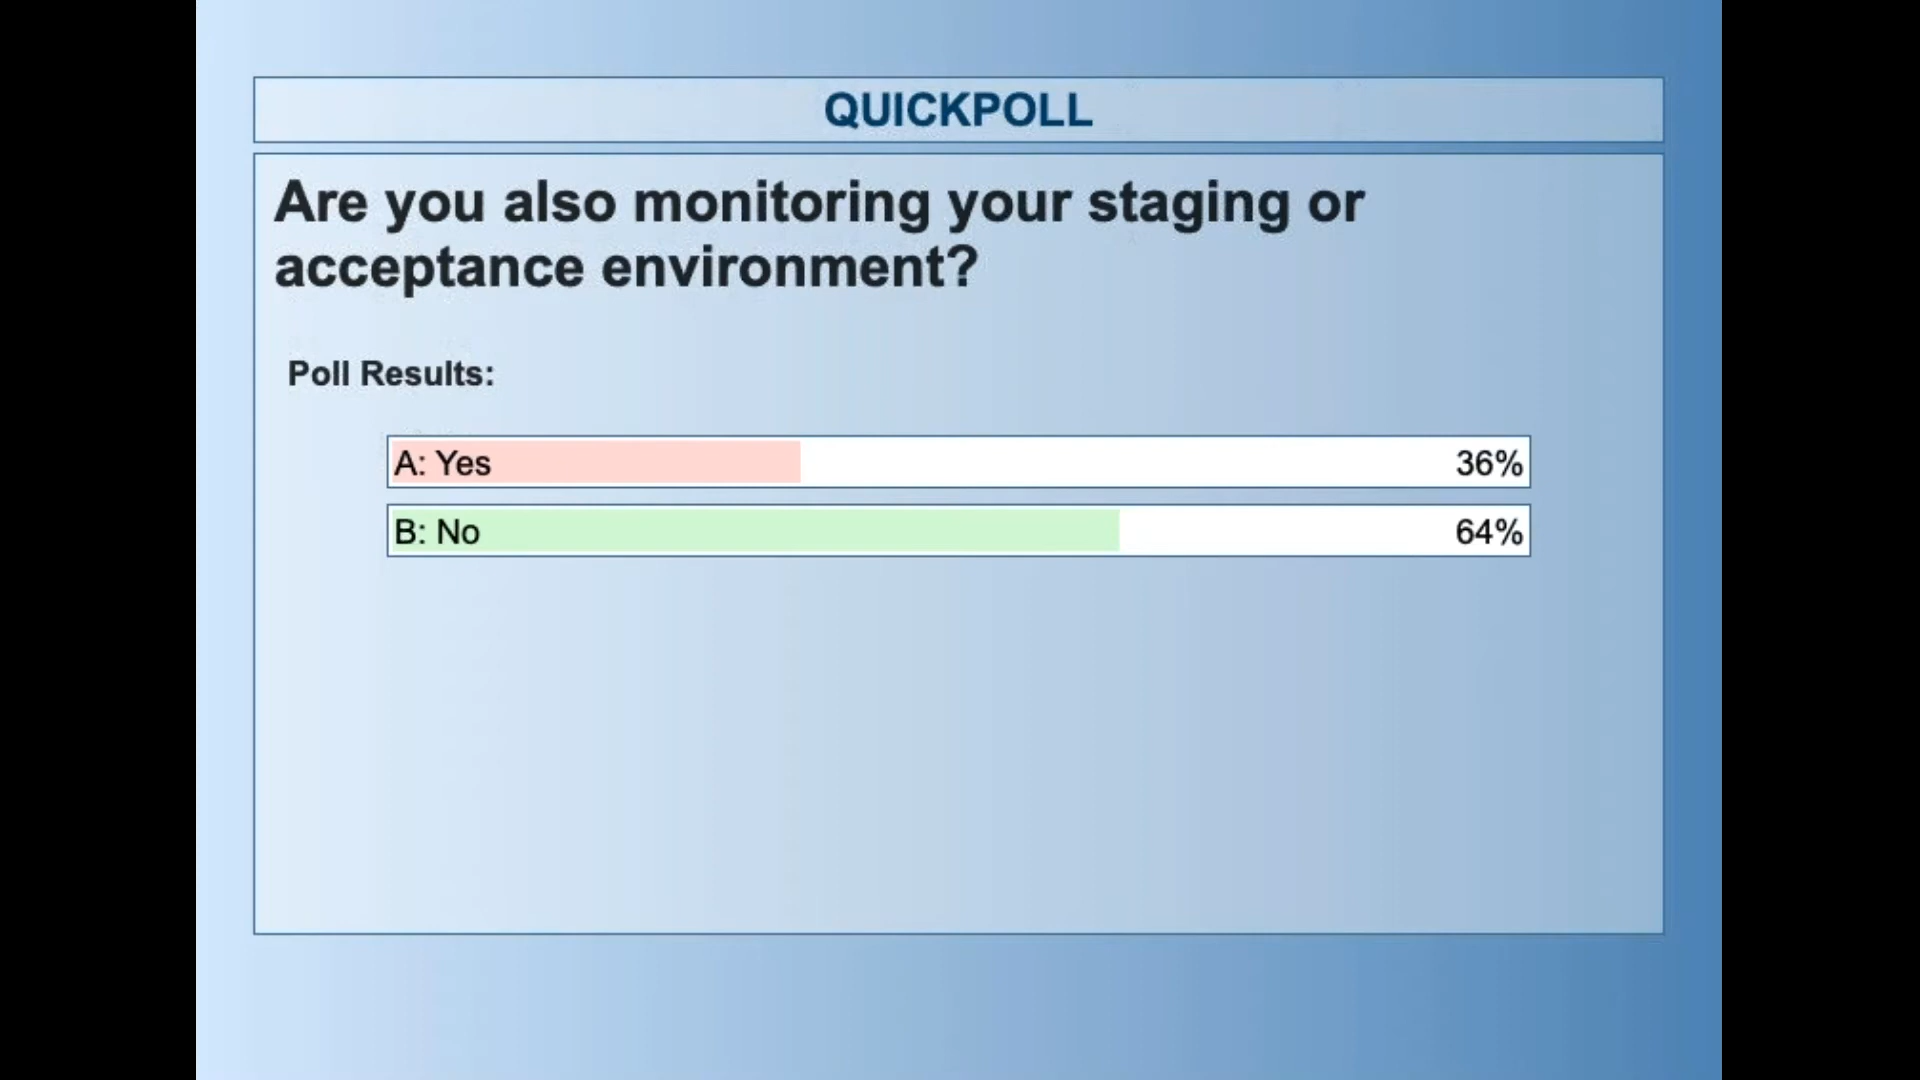 QUICKPOLL
Are you also monitoring your staging or
acceptance environment?
Poll Results:
A: Yes 36%
B: No 64%